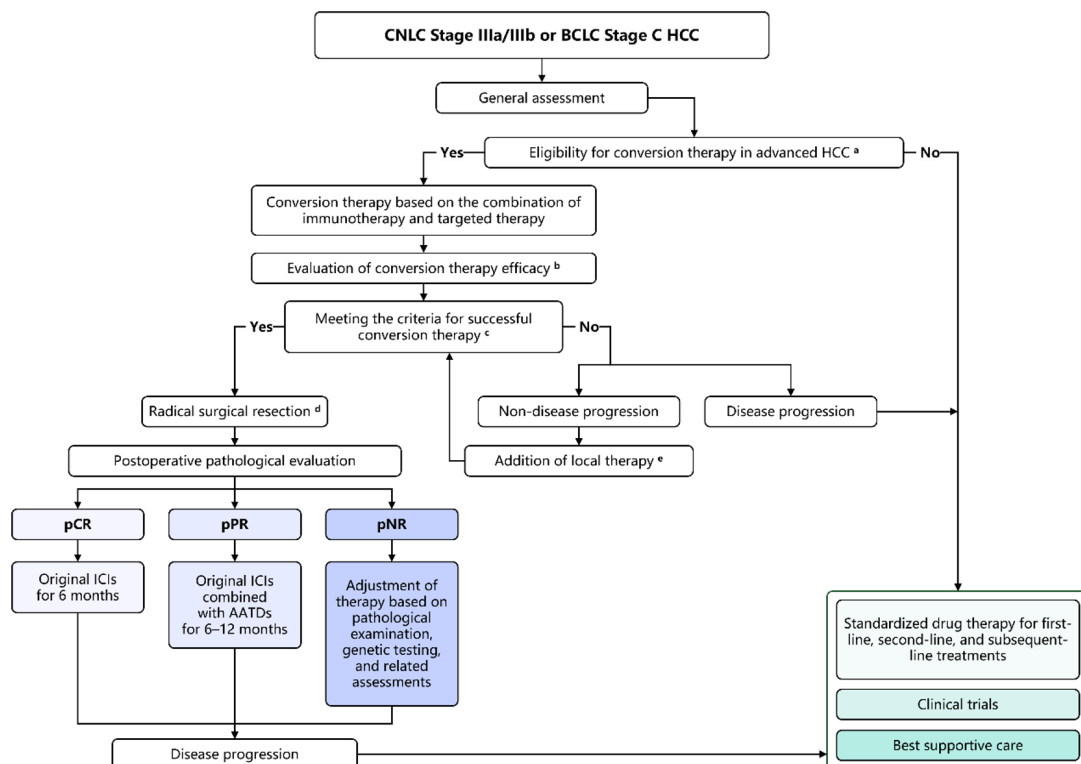 CNLC Stage IIIa/IIIb or BCLC Stage C HCC
General assessment
Eligibility for conversion therapy in advanced HCC a
Yes
No
Conversion therapy based on the combination of
immunotherapy and targeted therapy
Evaluation of conversion therapy efficacy b
Meeting the criteria for successful
conversion therapy c
Yes
No
Radical surgical resection d
Non-disease progression
Disease progression
Postoperative pathological evaluation
Addition of local therapy e
pCR
pPR
pNR
Original ICIs
for 6 months
Original ICIs
combined
with AATDs
for 6–12 months
Adjustment of
therapy based on
pathological
examination,
genetic testing,
and related
assessments
Standardized drug therapy for first-
line, second-line, and subsequent-
line treatments
Clinical trials
Best supportive care
Disease progression